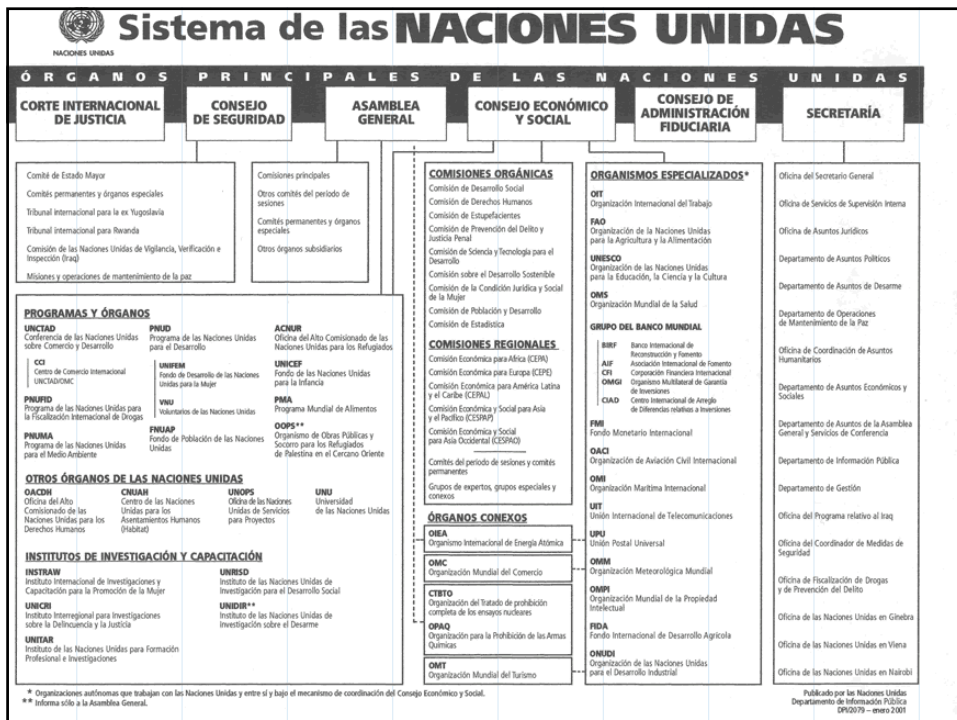 Sistema de las NACIONES UNIDAS
NACIONES UNIDAS
ÓRGANOS PRINCIPALES DE LAS NACIONES UNIDAS
CORTE INTERNACIONAL
DE JUSTICIA
CONSEJO
DE SEGURIDAD
ASAMBLEA
GENERAL
CONSEJO ECONÓMICO
Y SOCIAL
CONSEJO DE
ADMINISTRACIÓN
FIDUCIARIA
SECRETARÍA
Comité de Estado Mayor
Comités permanentes y órganos especiales
Tribunal internacional para la ex Yugoslavia
Tribunal internacional para Rwanda
Comisión de las Naciones Unidas de Vigilancia, Verificación e
Inspección (Iraq)
Misiones y operaciones de mantenimiento de la paz
Comisiones principales
Otros comités del periodo de
sesiones
Comités permanentes y órganos
especiales
Otros órganos subsidiarios
PROGRAMAS Y ÓRGANOS
UNCTAD
Conferencia de las Naciones Unidas
sobre Comercio y Desarrollo
CCI
Centro de Comercio Internacional
UNCTAD/OMC
PNUFID
Programa de las Naciones Unidas para
la Fiscalización Internacional de Drogas
PNUMA
Programa de las Naciones Unidas
para el Medio Ambiente
PNUD
Programa de las Naciones Unidas
para el Desarrollo
UNIFEM
Fondo de Desarrollo de las Naciones
Unidas para la Mujer
VNU
Voluntarios de las Naciones Unidas
FNUAP
Fondo de Población de las Naciones
Unidas
ACNUR
Oficina del Alto Comisionado de las
Naciones Unidas para los Refugiados
UNICEF
Fondo de las Naciones Unidas
para la Infancia
PMA
Programa Mundial de Alimentos
OOPS**
Organismo de Obras Públicas y
Socorro para los Refugiados
de Palestina en el Cercano Oriente
OTROS ÓRGANOS DE LAS NACIONES UNIDAS
OACDH
Oficina del Alto
Comisionado de las
Naciones Unidas para los
Derechos Humanos
CNUAH
Centro de las Naciones
Unidas para los
Asentamientos Humanos
(Habitat)
UNOPS
Oficina de las Naciones
Unidas de Servicios
para Proyectos
UNU
Universidad
de las Naciones Unidas
INSTITUTOS DE INVESTIGACIÓN Y CAPACITACIÓN
INSTRAW
Instituto Internacional de Investigaciones y
Capacitación para la Promoción de la Mujer
UNICRI
Instituto Interregional para Investigaciones
sobre la Delincuencia y la Justicia
UNITAR
Instituto de las Naciones Unidas para Formación
Profesional e Investigaciones
UNRISD
Instituto de las Naciones Unidas de
Investigación para el Desarrollo Social
UNIDIR**
Instituto de las Naciones Unidas de
Investigación sobre el Desarme
COMISIONES ORGÁNICAS
Comisión de Desarrollo Social
Comisión de Derechos Humanos
Comisión de Estupefacientes
Comisión de Prevención del Delito y
Justicia Penal
Comisión de Sciencia y Tecnología para el
Desarrollo
Comisión sobre el Desarrollo Sostenible
Comisión de la Condición Jurídica y Social
de la Mujer
Comisión de Población y Desarrollo
Comisión de Estadística
COMISIONES REGIONALES
Comisión Económica para Africa (CEPA)
Comisión Económica para Europa (CEPE)
Comisión Económica para América Latina
y el Caribe (CEPAL)
Comisión Económica y Social para Asia
y el Pacífico (CESPAP)
Comisión Económica y Social
para Asia Occidental (CESPAO)
Comités del periodo de sesiones y comités
permanentes
Grupos de expertos, grupos especiales y
conexos
ÓRGANOS CONEXOS
OIEA
Organismo Internacional de Energía Atómica
OMC
Organización Mundial del Comercio
CTBTO
Organización del Tratado de prohibición
completa de los ensayos nucleares
OPAQ
Organización para la Prohibición de las Armas
Químicas
OMT
Organización Mundial del Turismo
ORGANISMOS ESPECIALIZADOS*
OIT
Organización Internacional del Trabajo
FAO
Organización de la Naciones Unidas
para la Agricultura y la Alimentación
UNESCO
Organización de las Naciones Unidas
para la Educación, la Ciencia y la Cultura
OMS
Organización Mundial de la Salud
GRUPO DEL BANCO MUNDIAL
BIRF Banco Internacional de
Reconstrucción y Fomento
AIF Asociación Internacional de Fomento
CFI Corporación Financiera Internacional
OMGI Organismo Multilateral de Garantía
de Inversiones
CIAD Centro Internacional de Arreglo
de Diferencias relativas a Inversiones
FMI
Fondo Monetario Internacional
OACI
Organización de Aviación Civil Internacional
OMI
Organización Marítima Internacional
UIT
Unión Internacional de Telecomunicaciones
UPU
Unión Postal Universal
OMM
Organización Meteorológica Mundial
OMPI
Organización Mundial de la Propiedad
Intelectual
FIDA
Fondo Internacional de Desarrollo Agrícola
ONUDI
Organización de las Naciones Unidas
para el Desarrollo Industrial
Oficina del Secretario General
Oficina de Servicios de Supervisión Interna
Oficina de Asuntos Jurídicos
Departamento de Asuntos Políticos
Departamento de Asuntos de Desarme
Departamento de Operaciones
de Mantenimiento de la Paz
Oficina de Coordinación de Asuntos
Humanitarios
Departamento de Asuntos Económicos y
Sociales
Departamento de Asuntos de la Asamblea
General y Servicios de Conferencia
Departamento de Información Pública
Departamento de Gestión
Oficina del Programa relativo al Iraq
Oficina del Coordinador de Medidas de
Seguridad
Oficina de Fiscalización de Drogas
y de Prevención del Delito
Oficina de las Naciones Unidas en Ginebra
Oficina de las Naciones Unidas en Viena
Oficina de las Naciones Unidas en Nairobi
* Organizaciones autónomas que trabajan con las Naciones Unidas y entre sí y bajo el mecanismo de coordinación del Consejo Económico y Social.
** Informa sólo a la Asamblea General.
Publicado por las Naciones Unidas
Departamento de Información Pública
DPI/2079 – enero 2001